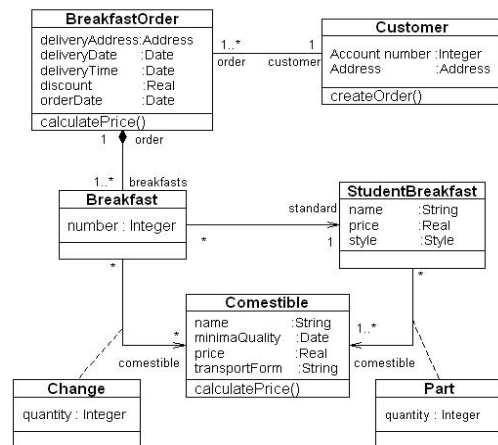 BreakfastOrder
deliveryAddress:Address
deliveryDate :Date
deliveryTime :Date
discount :Real
orderDate :Date
calculatePrice()
1..* 1
order customer
Customer
Account number :Integer
Address :Address
createOrder()
1 order
1..* breakfasts
Breakfast
number : Integer
standard
* 1
StudentBreakfast
name :String
price :Real
style :Style
* *
Comestible
name :String
minimaQuality :Date
price :Real
transportForm :String
calculatePrice()
* 1..*
comestible comestible
Change
quantity : Integer
Part
quantity : Integer